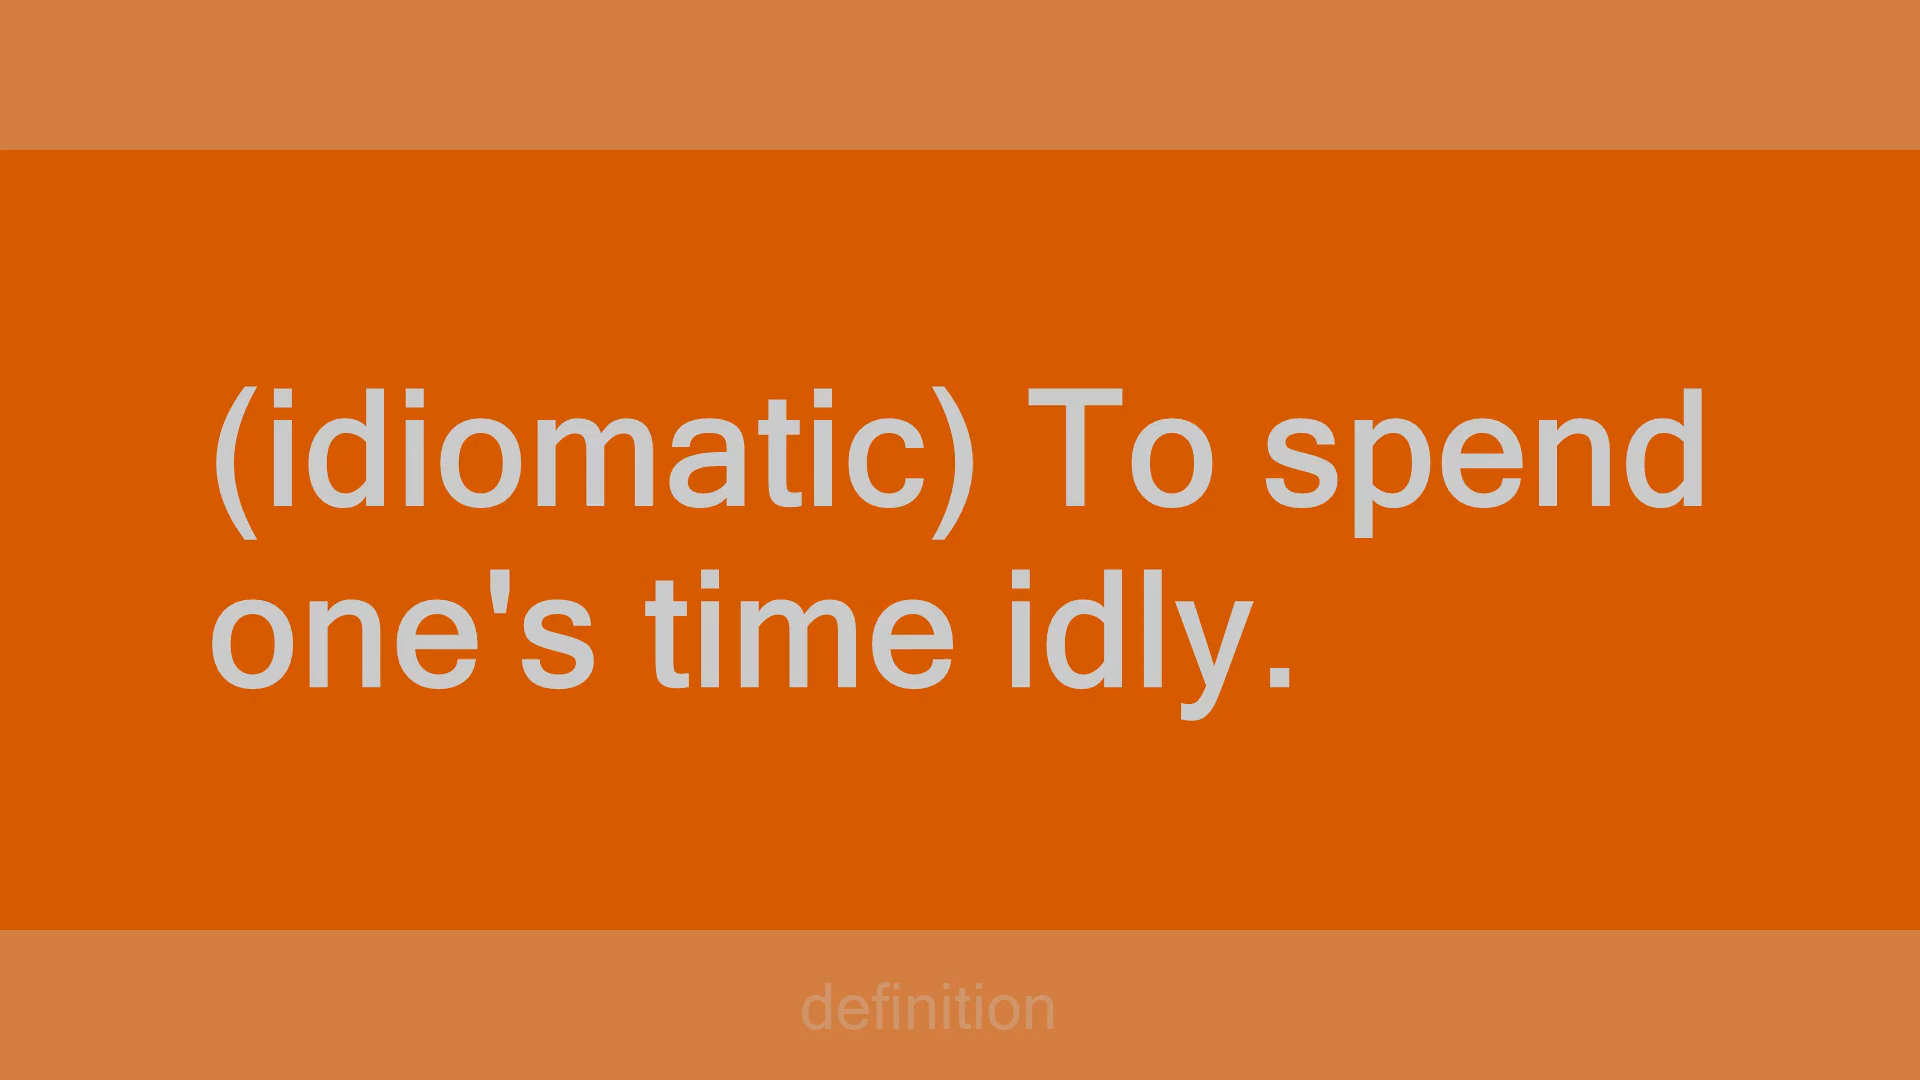 (idiomatic) To spend
one's time idly.
definition